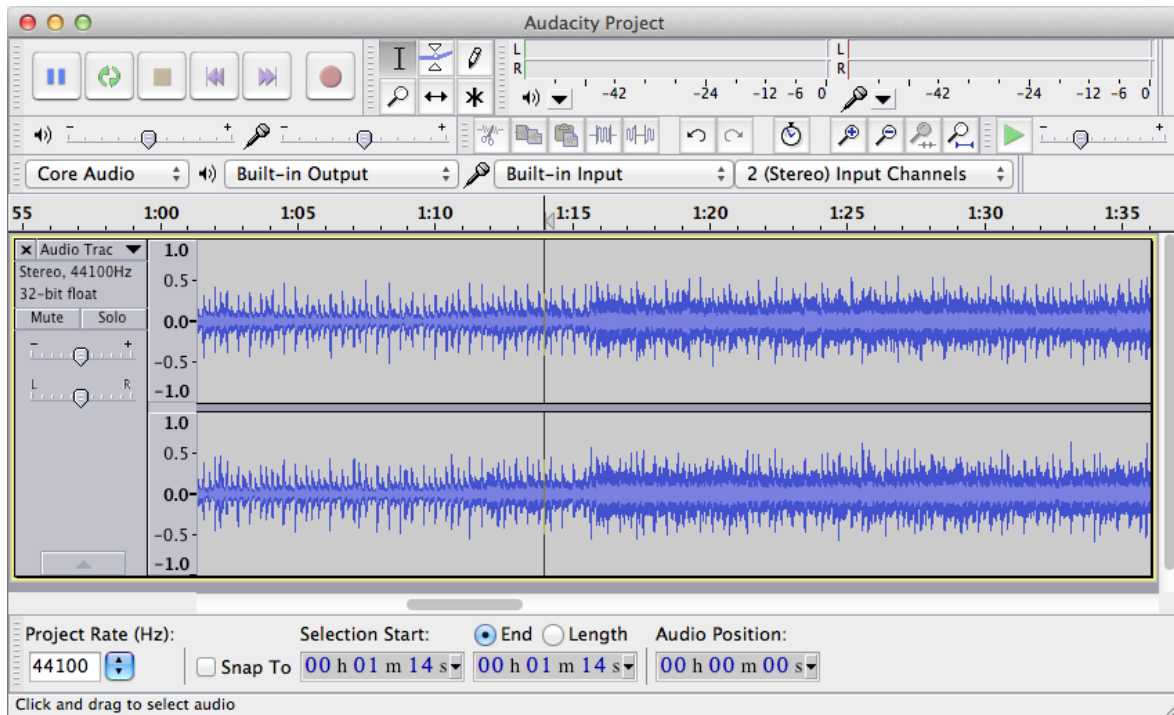 Audacity Project
L
R
-42 -24 -12 -6 0
L
R
-42 -24 -12 -6 0
- +
- +
- +
Core Audio Built-in Output Built-in Input 2 (Stereo) Input Channels
55 1:00 1:05 1:10 1:15 1:20 1:25 1:30 1:35
x Audio Trac
Stereo, 44100Hz
32-bit float
Mute Solo
- +
L R
1.0
0.5-
0.0-
-0.5-
-1.0
1.0
0.5-
0.0-
-0.5-
-1.0
Project Rate (Hz): Selection Start: End Length Audio Position:
44100 Snap To 00 h 01 m 14 s 00 h 01 m 14 s 00 h 00 m 00 s
Click and drag to select audio